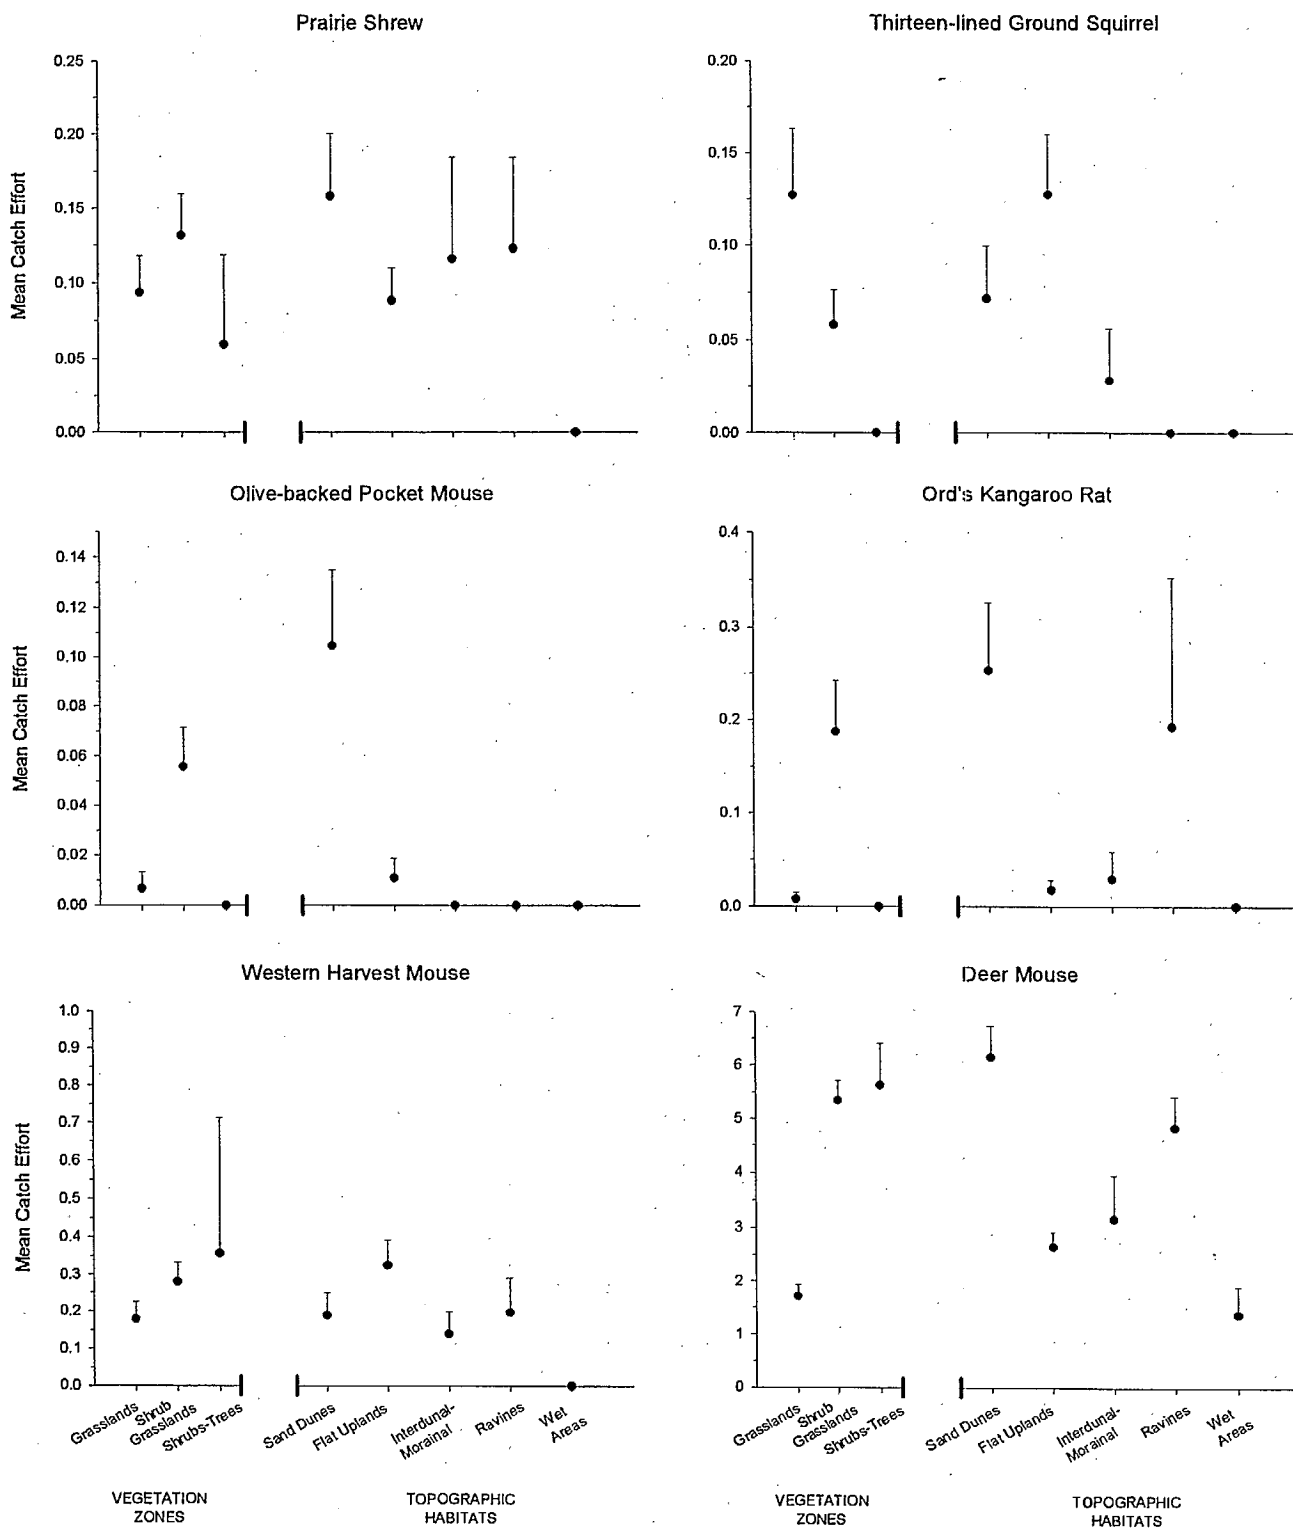 Prairie Shrew
0.25
0.20
0.15
0.10
0.05
0.00
Mean Catch Effort
Thirteen-lined Ground Squirrel
0.20
0.15
0.10
0.05
0.00
Olive-backed Pocket Mouse
0.14
0.12
0.10
0.08
0.06
0.04
0.02
0.00
Mean Catch Effort
Ord's Kangaroo Rat
0.4
0.3
0.2
0.1
0.0
Western Harvest Mouse
1.0
0.9
0.8
0.7
0.6
0.5
0.4
0.3
0.2
0.1
0.0
Mean Catch Effort
Grasslands
Shrub
Grasslands
Shrubs-Trees
Sand Dunes
Flat Uplands
Interdunal-
Morainal
Ravines
Wet
Areas
VEGETATION
ZONES
TOPOGRAPHIC
HABITATS
Deer Mouse
7
6
5
4
3
2
1
0
Grasslands
Shrub
Grasslands
Shrubs-Trees
Sand Dunes
Flat Uplands
Interdunal-
Morainal
Ravines
Wet
Areas
VEGETATION
ZONES
TOPOGRAPHIC
HABITATS